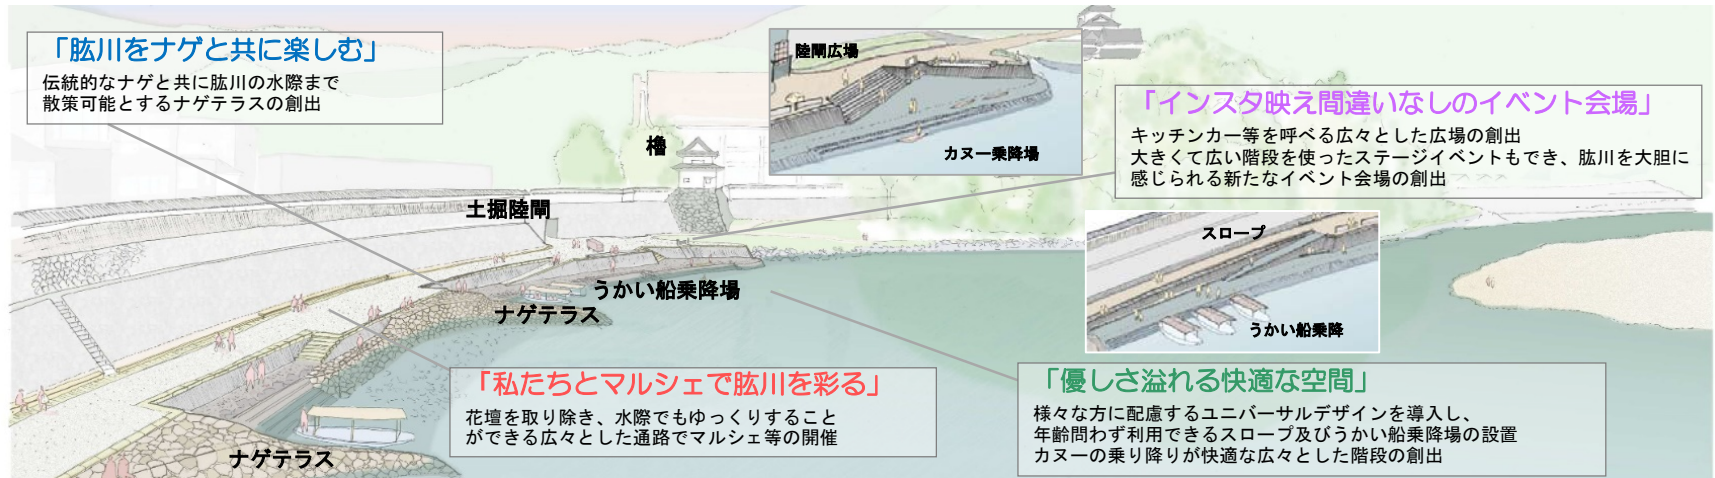 「肱川をナゲと共に楽しむ」
伝統的なナゲと共に肱川の水際まで
散策可能とするナゲテラスの創出
陸閘広場
カヌー乗降場
「インスタ映え間違いなしのイベント会場」
キッチンカー等を呼べる広々とした広場の創出
大きくて広い階段を使ったステージイベントもでき、肱川を大胆に
感じられる新たなイベント会場の創出
櫓
土掘陸閘
スロープ
うかい船乗降
うかい船乗降場
ナゲテラス
「私たちとマルシェで肱川を彩る」
花壇を取り除き、水際でもゆっくりすること
ができる広々とした通路でマルシェ等の開催
「優しさ溢れる快適な空間」
様々な方に配慮するユニバーサルデザインを導入し、
年齢問わず利用できるスロープ及びうかい船乗降場の設置
カヌーの乗り降りが快適な広々とした階段の創出
ナゲテラス